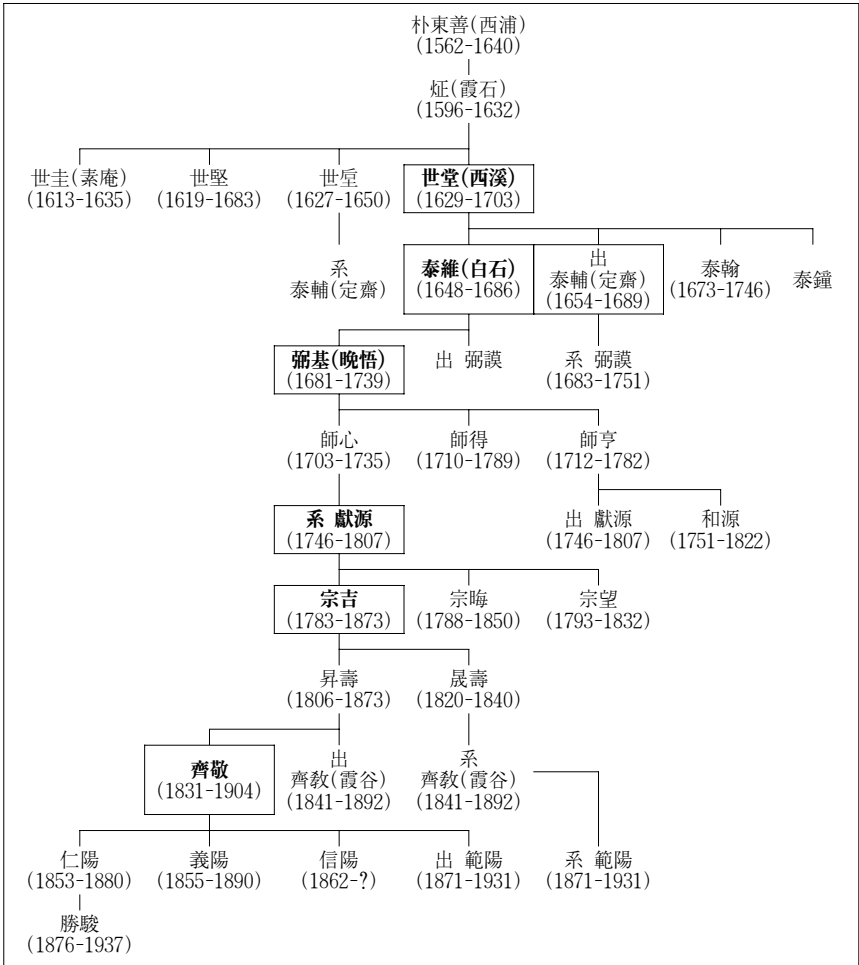 朴東善(西浦)
(1562-1640)
炡(霞石)
(1596-1632)
世圭(素庵) 世堅 世垕 世堂(西溪)
(1613-1635) (1619-1683) (1627-1650) (1629-1703)
系 泰維(白石) 出 泰翰 泰鐘
泰輔(定齋) (1648-1686) 泰輔(定齋) (1673-1746)
(1654-1689)
弼基(晩悟) 出 弼謨 系 弼謨
(1681-1739) (1683-1751)
師心 師得 師亨
(1703-1735) (1710-1789) (1712-1782)
系 獻源 出 獻源 和源
(1746-1807) (1746-1807) (1751-1822)
宗吉 宗晦 宗望
(1783-1873) (1788-1850) (1793-1832)
昇壽 晟壽
(1806-1873) (1820-1840)
齊敬 出 系
(1831-1904) 齊敎(霞谷) 齊敎(霞谷)
(1841-1892) (1841-1892)
仁陽 義陽 信陽 出 範陽 系 範陽
(1853-1880) (1855-1890) (1862-?) (1871-1931) (1871-1931)
勝駿
(1876-1937)